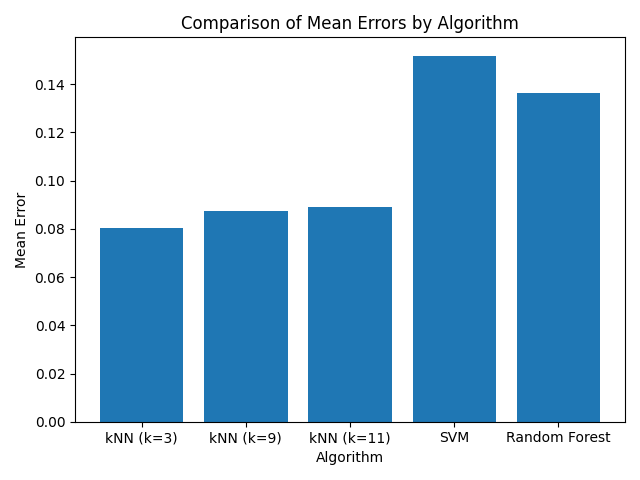 Comparison of Mean Errors by Algorithm
Mean Error
0.14
0.12
0.10
0.08
0.06
0.04
0.02
0.00
kNN (k=3) kNN (k=9) kNN (k=11) SVM Random Forest
Algorithm